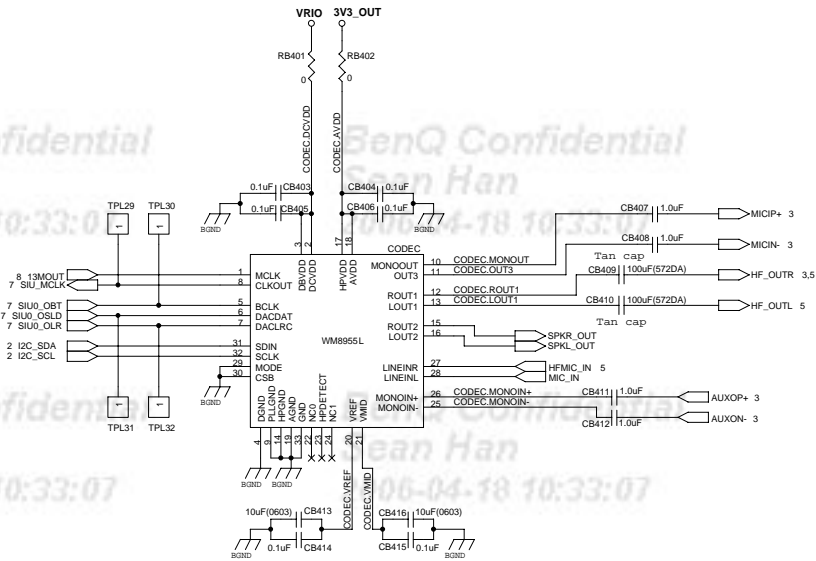 VRIO 3V3_OUT
RB401 RB402
0 0
CODEC.DCVDD CODEC.AVDD
BenQ Confidential
Sean Han
2006-04-18 10:33:07
nfidential
0:33:07
0.1uF CB403 CB404 0.1uF
0.1uF CB405 CB406 0.1uF
BGND BGND
TPL29 TPL30
1 1
3 2 17 18
CODEC
DBVDD DCVDD HPVDD AVDD
8 13MOUT 1 MCLK
7 SIU_MCLK 8 CLKOUT
7 SIU0_OBT 5 BCLK
7 SIU0_OSLD 6 DACDAT
7 SIU0_OLR 7 DACLRC
2 I2C_SDA 31 SDIN
2 I2C_SCL 32 SCLK
29 MODE
30 CSB
BGND
WM8955L
MONOOUT 10 CODEC.MONOUT CB407 1.0uF MICIP+ 3
OUT3 11 CODEC.OUT3 CB408 1.0uF MICIN- 3
Tan cap
ROUT1 12 CODEC.ROUT1 CB409 100uF(572DA) HF_OUTR 3,5
LOUT1 13 CODEC.LOUT1 CB410 100uF(572DA) HF_OUTL 5
Tan cap
ROUT2 15 SPKR_OUT
LOUT2 16 SPKL_OUT
LINEINR 27 HFMIC_IN 5
LINEINL 28 MIC_IN
MONOIN+ 26 CODEC.MONOIN+ CB411 1.0uF AUXOP+ 3
MONOIN- 25 CODEC.MONOIN- CB412 1.0uF AUXON- 3
1 1
TPL31 TPL32
DGND PLLGND HPGND AGND GND NC0 HPDETECT NC1 VREF VMID
4 9 14 19 33 22 23 24 20 21
BGND BGND
CODEC.VREF CODEC.VMID
nfidential
BenQ Confidential
Sean Han
0:33:07
06-04-18 10:33:07
10uF(0603) CB413 CB416 10uF(0603)
0.1uF CB414 CB415 0.1uF
BGND BGND